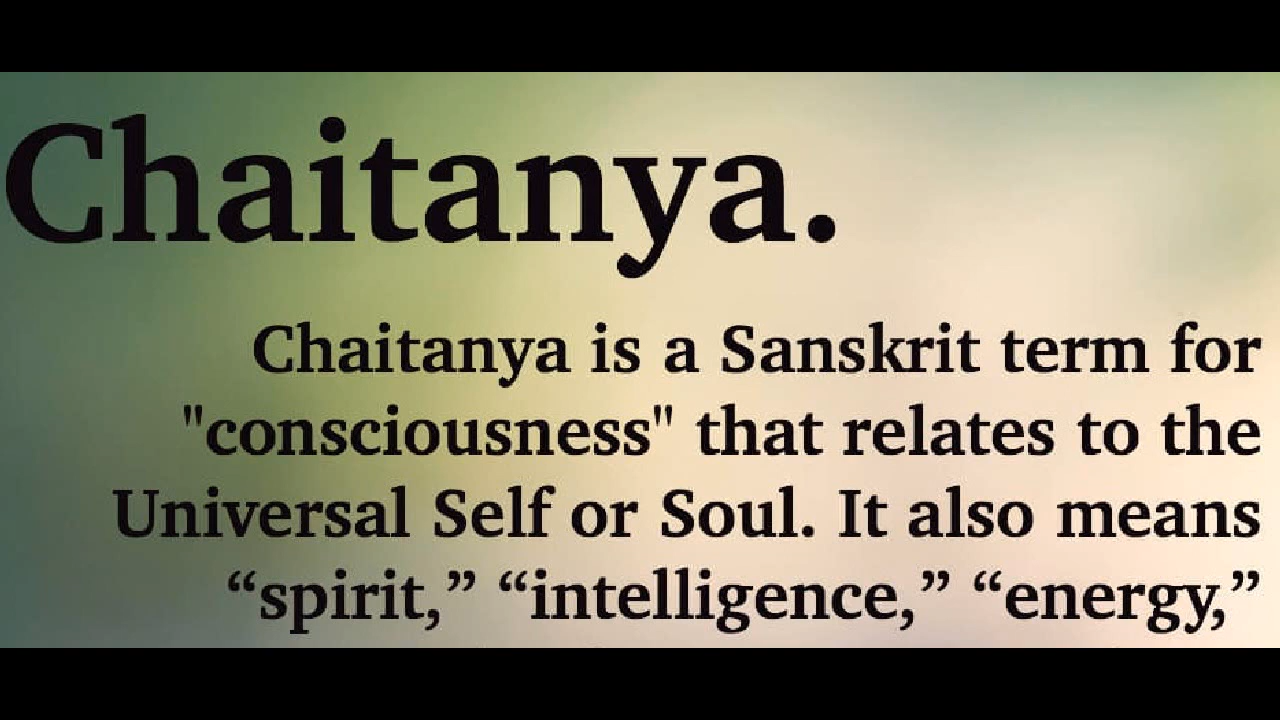 Chaitanya.
Chaitanya is a Sanskrit term for
"consciousness" that relates to the
Universal Self or Soul. It also means
“spirit,” “intelligence,” “energy,”